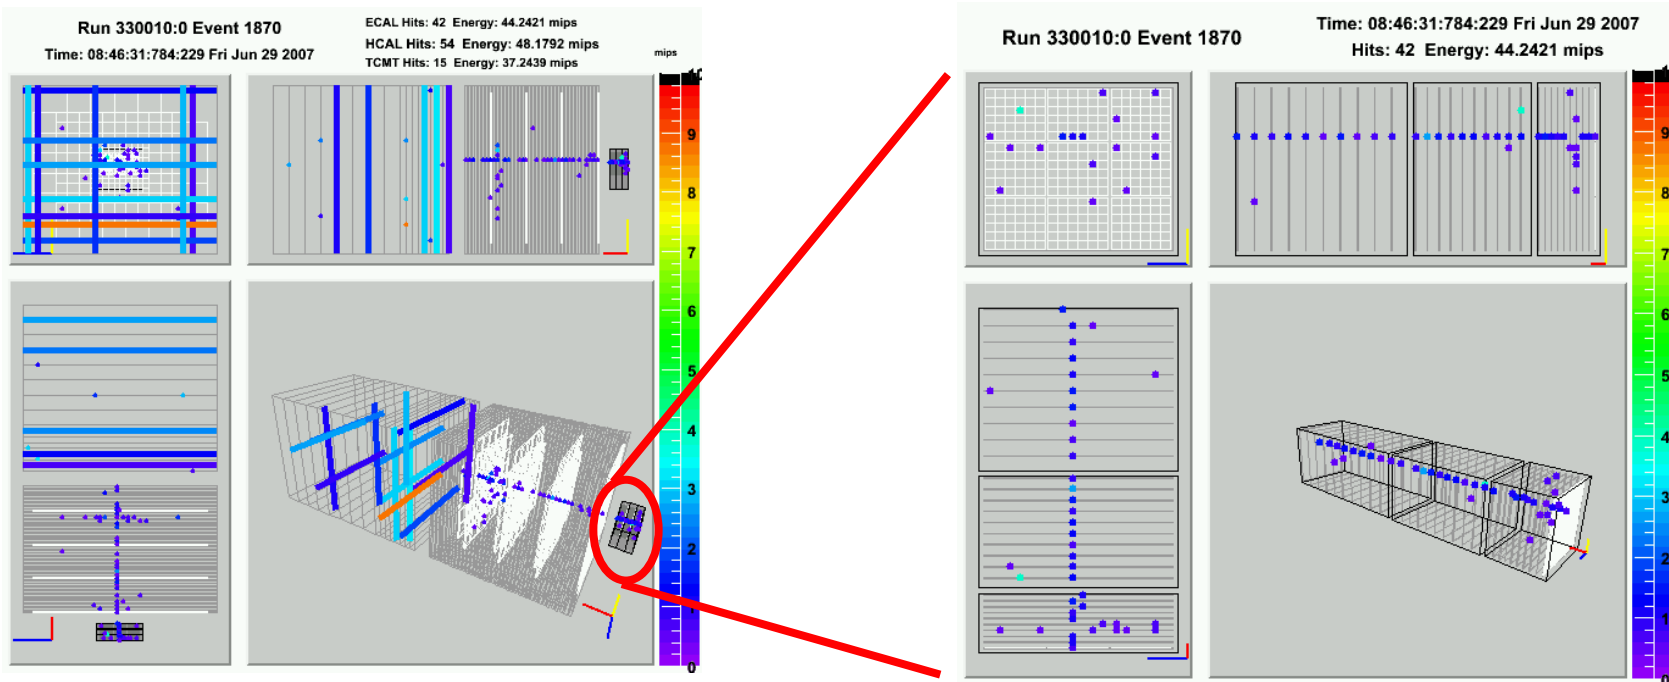 Run 330010:0 Event 1870
Time: 08:46:31:784:229 Fri Jun 29 2007
ECAL Hits: 42 Energy: 44.2421 mips
HCAL Hits: 54 Energy: 48.1792 mips
TCMT Hits: 15 Energy: 37.2439 mips
mips
9
8
7
6
5
4
3
2
1
0
Run 330010:0 Event 1870
Time: 08:46:31:784:229 Fri Jun 29 2007
Hits: 42 Energy: 44.2421 mips
9
8
7
6
5
4
3
2
1
0